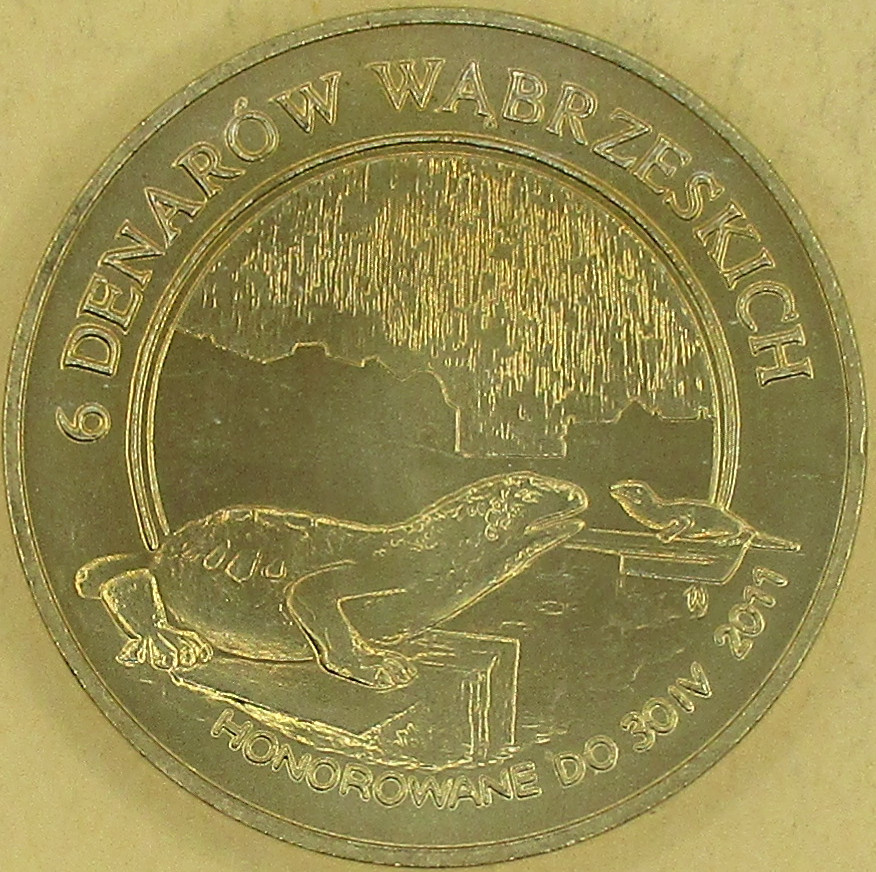 6 DENARÓW WĄBRZESKICH
HONOROWANE DO 30 IV 2011